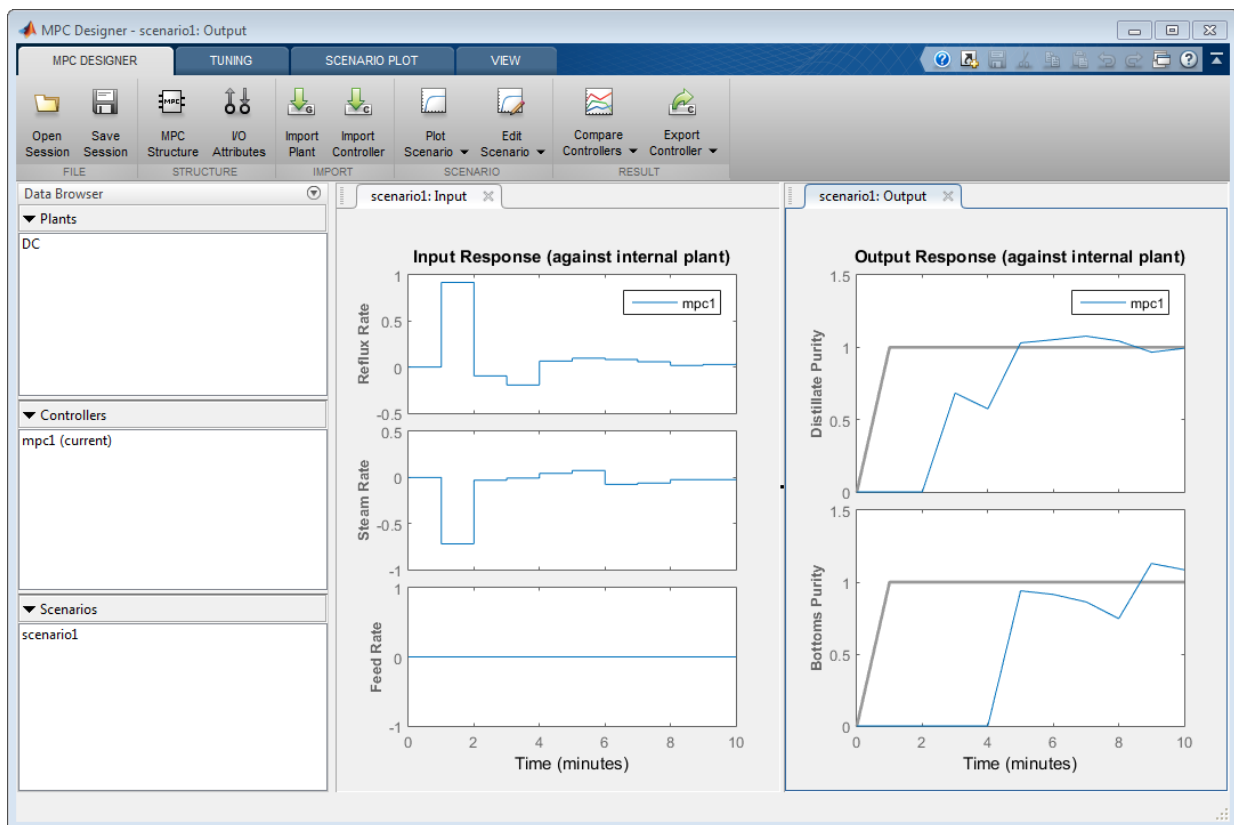 MPC Designer - scenario1: Output
MPC DESIGNER TUNING SCENARIO PLOT VIEW
MPC
G C C
Open Save MPC I/O Import Import Plot Edit Compare Export
Session Session Structure Attributes Plant Controller Scenario Scenario Controllers Controller
FILE STRUCTURE IMPORT SCENARIO RESULT
Data Browser
Plants
DC
Controllers
mpc1 (current)
Scenarios
scenario1
scenario1: Input
Input Response (against internal plant)
mpc1
Reflux Rate
1
0.5
0
-0.5
Steam Rate
0.5
0
-0.5
-1
Feed Rate
1
0
-1
0 2 4 6 8 10
Time (minutes)
scenario1: Output
Output Response (against internal plant)
mpc1
Distillate Purity
1.5
1
0.5
0
Bottoms Purity
1.5
1
0.5
0
0 2 4 6 8 10
Time (minutes)